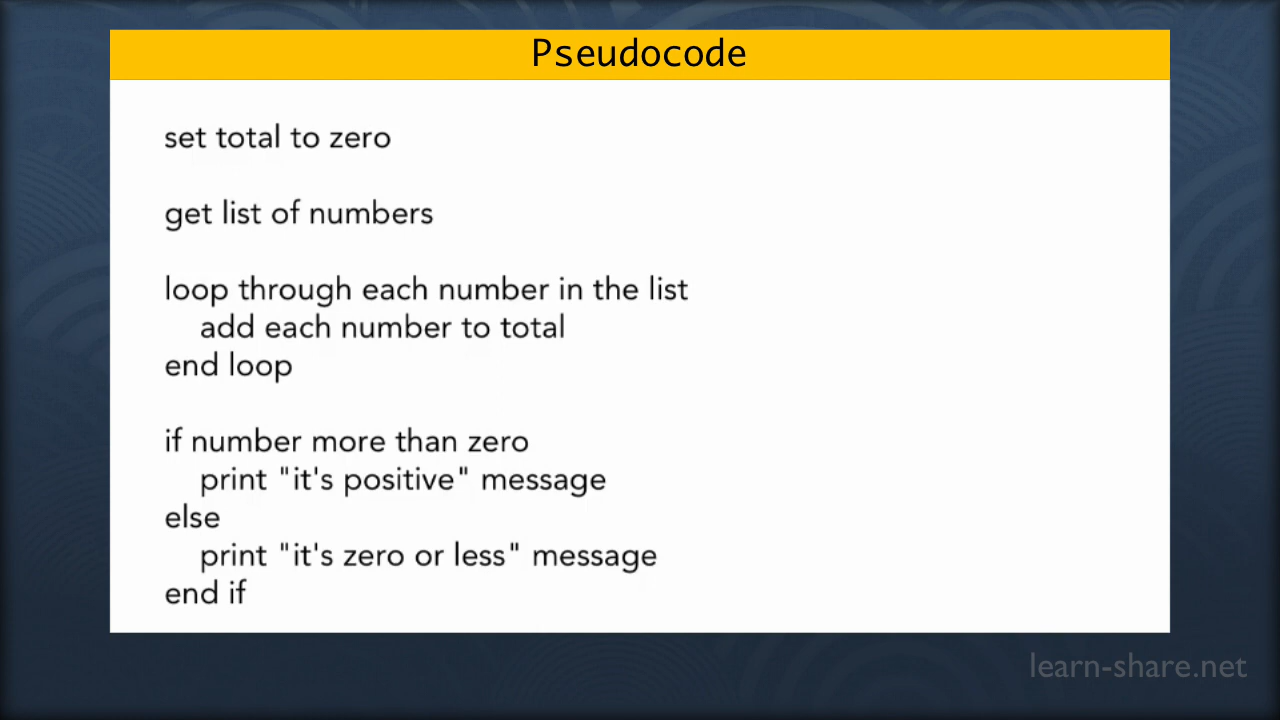 Pseudocode
set total to zero
get list of numbers
loop through each number in the list
add each number to total
end loop
if number more than zero
print "it's positive" message
else
print "it's zero or less" message
end if
learn-share.net